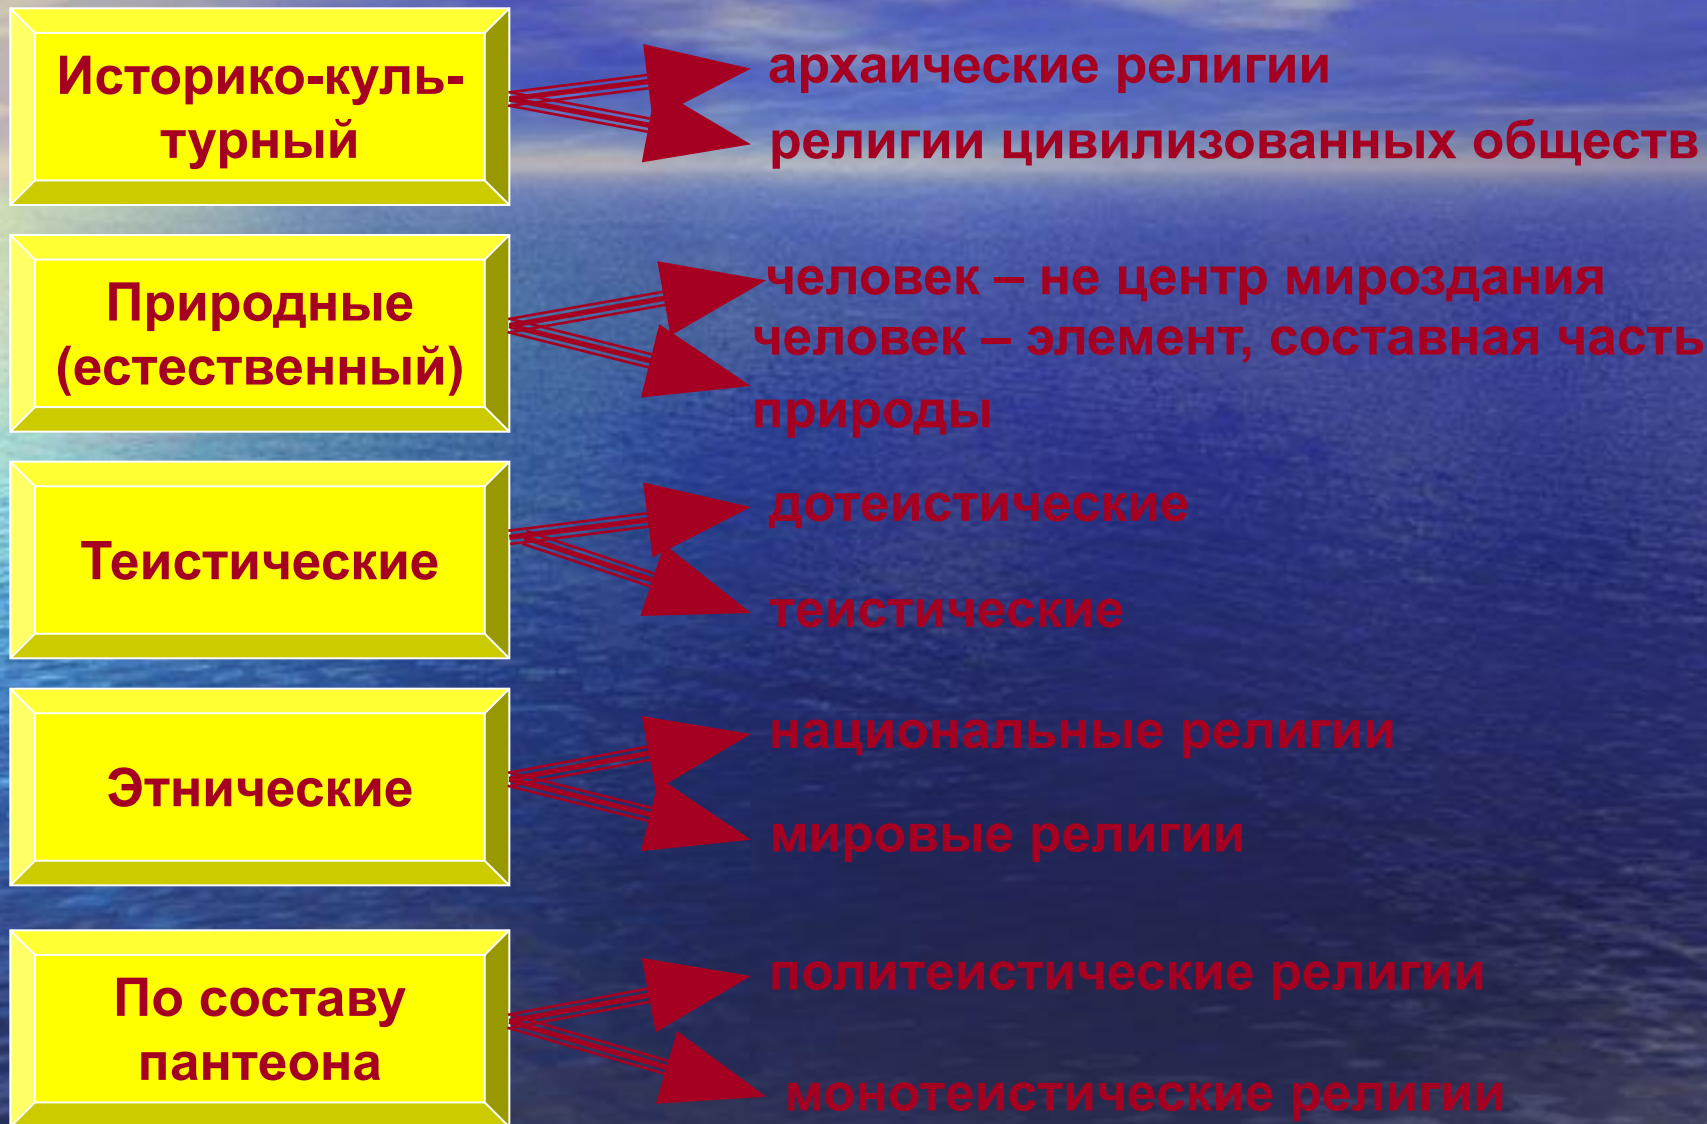 Историко-куль-
турный
архаические религии
религии цивилизованных обществ
Природные
(естественный)
человек – не центр мироздания
человек – элемент, составная часть
природы
Теистические
дотеистические
теистические
Этнические
национальные религии
мировые религии
По составу
пантеона
политеистические религии
монотеистические религии